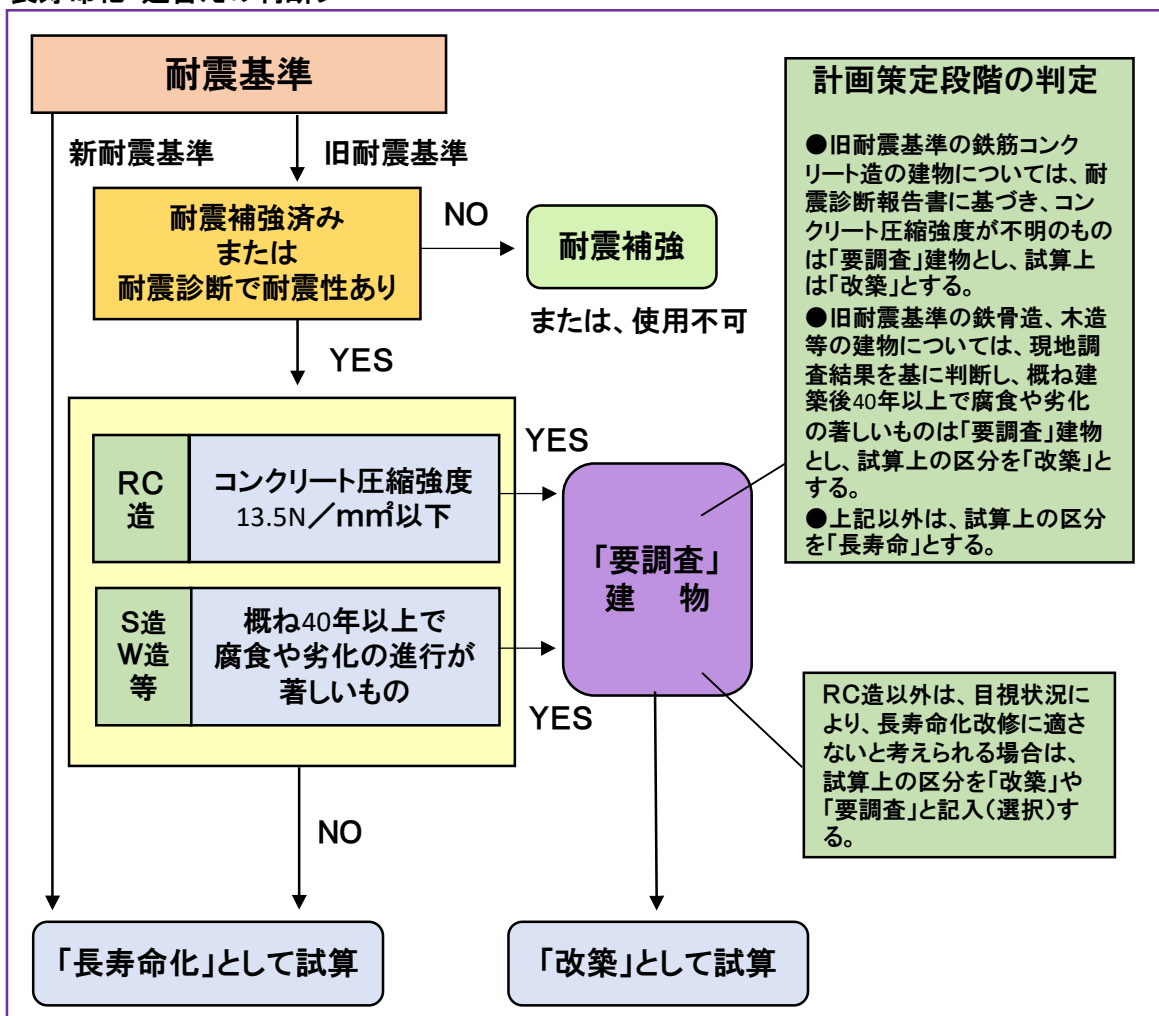 耐震基準
新耐震基準
旧耐震基準
耐震補強済み
または
耐震診断で耐震性あり
NO
耐震補強
または、使用不可
YES
RC
造
コンクリート圧縮強度
13.5N／m㎡以下
YES
S造
W造
等
概ね40年以上で
腐食や劣化の進行が
著しいもの
YES
「要調査」
建　物
NO
「長寿命化」として試算
「改築」として試算
計画策定段階の判定
●旧耐震基準の鉄筋コンク
リート造の建物については、耐
震診断報告書に基づき、コン
クリート圧縮強度が不明のもの
は「要調査」建物とし、試算上
は「改築」とする。
●旧耐震基準の鉄骨造、木造
等の建物については、現地調
査結果を基に判断し、概ね建
築後40年以上で腐食や劣化
の著しいものは「要調査」建物
とし、試算上の区分を「改築」と
する。
●上記以外は、試算上の区分
を「長寿命」とする。
RC造以外は、目視状況に
より、長寿命化改修に適さ
ないと考えられる場合は、
試算上の区分を「改築」や
「要調査」と記入（選択）す
る。